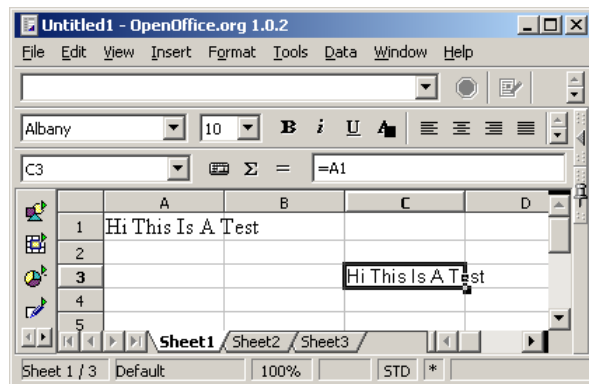 Untitled1 - OpenOffice.org 1.0.2
File Edit View Insert Format Tools Data Window Help
Albany 10 B i U A
C3 Σ = =A1
A B C D
1 Hi This Is A Test
2
3 Hi This Is A Test
4
5
Sheet1 Sheet2 Sheet3
Sheet 1 / 3 Default 100% STD *